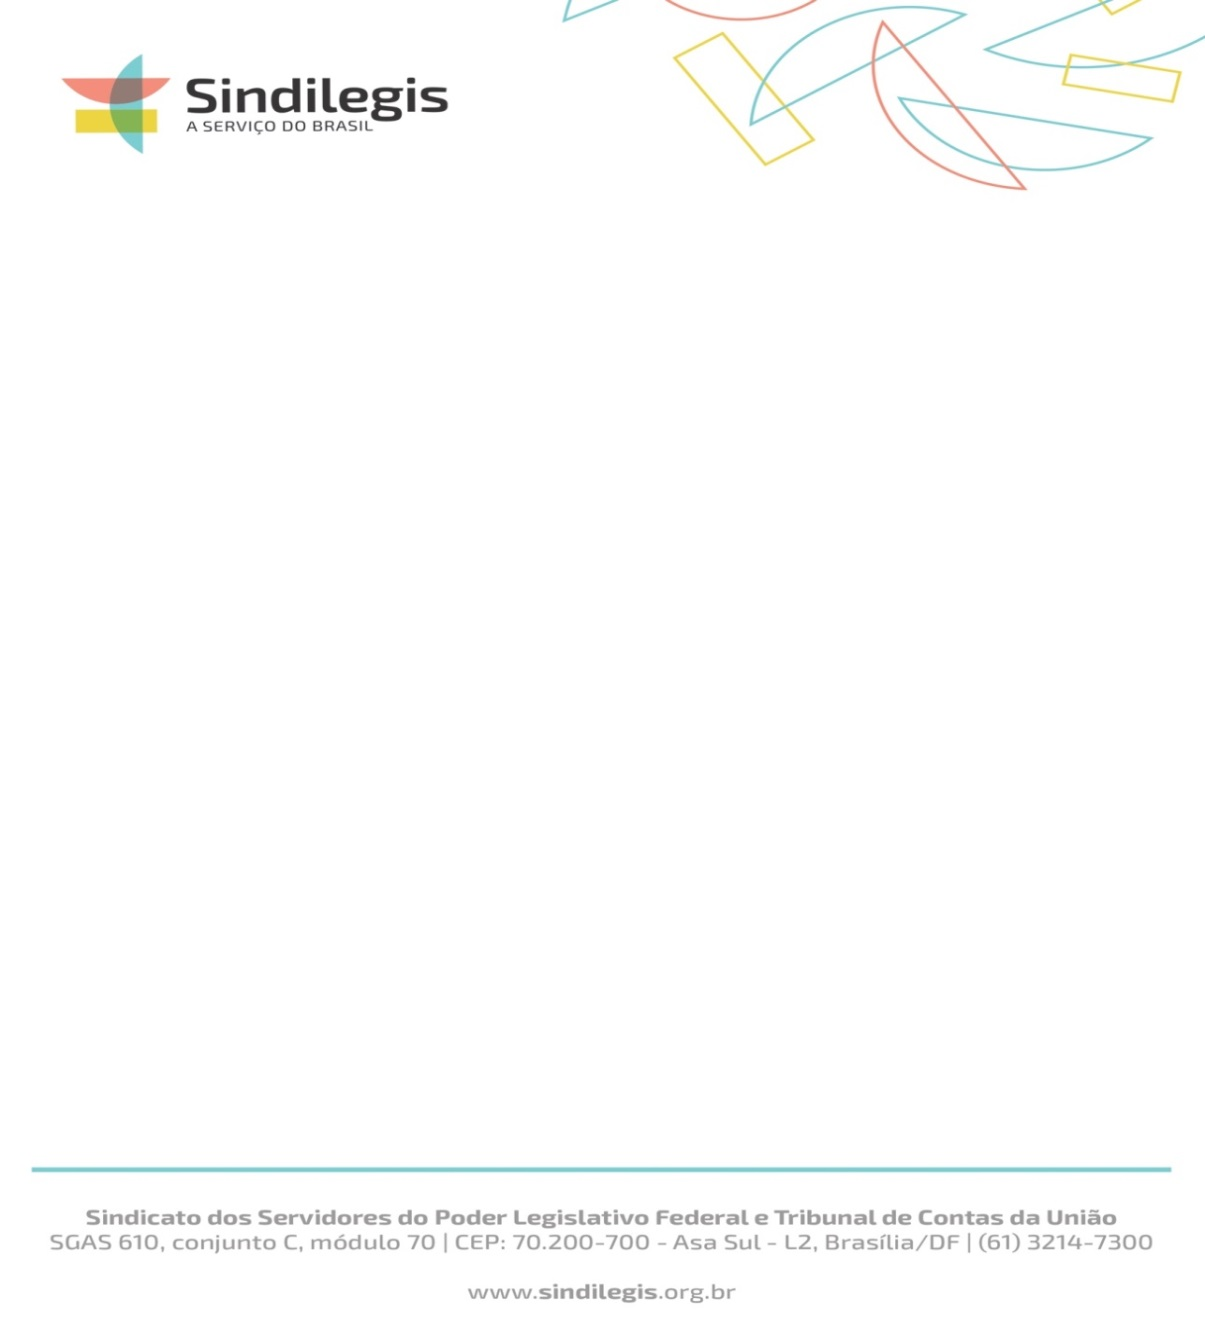 Sindilegis
A SERVIÇO DO BRASIL
Sindicato dos Servidores do Poder Legislativo Federal e Tribunal de Contas da União
SGAS 610, conjunto C, módulo 70 | CEP: 70.200-700 - Asa Sul - L2, Brasília/DF | (61) 3214-7300
www.sindilegis.org.br